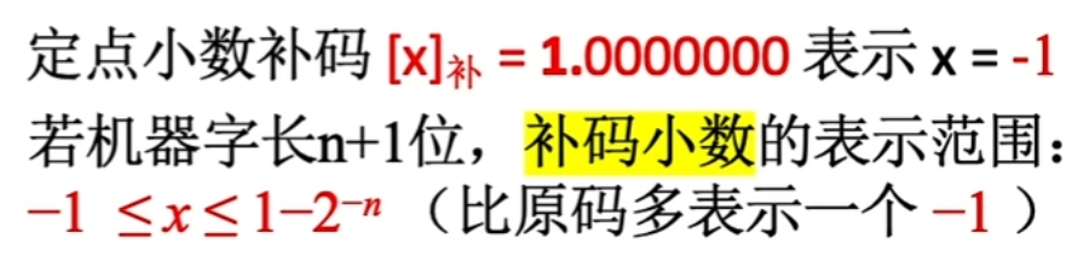 定点小数补码 [x]补 = 1.0000000 表示 x = -1
若机器字长n+1位，补码小数的表示范围：
−1 ≤ x ≤ 1−2⁻ⁿ （比原码多表示一个 −1 ）